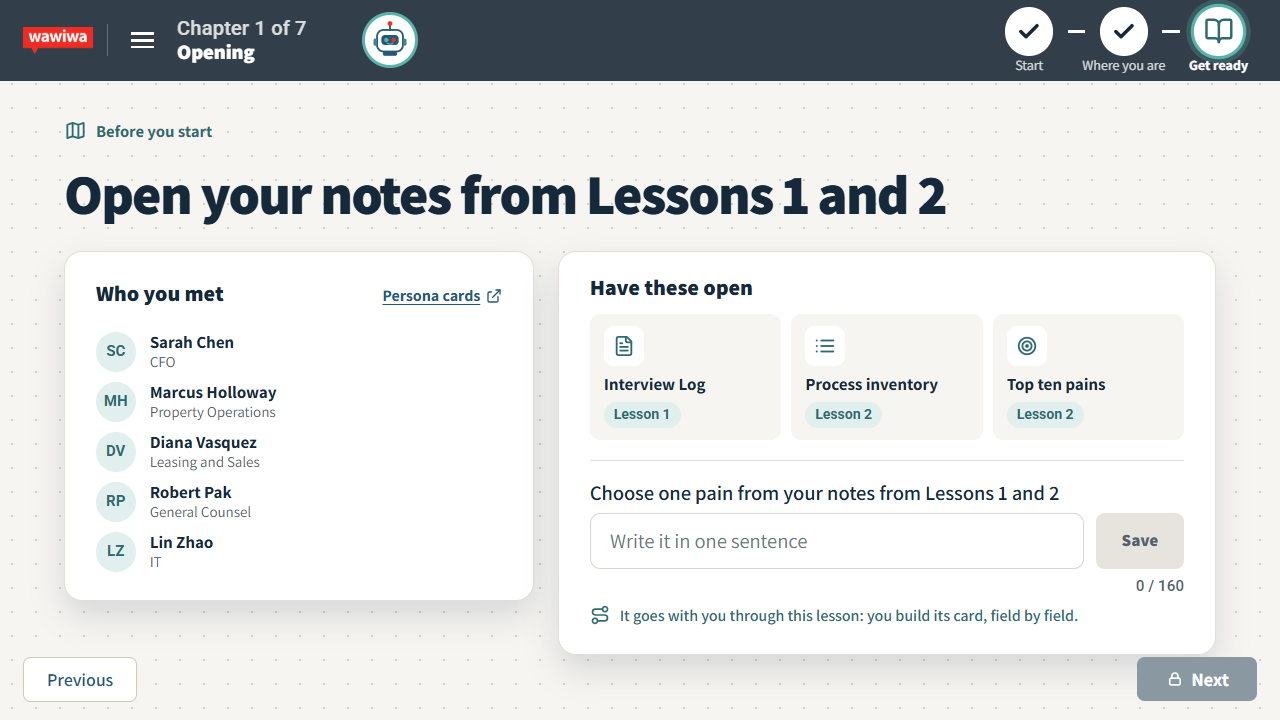 wawiwa
Chapter 1 of 7
Opening
Start
Where you are
Get ready
Before you start
Open your notes from Lessons 1 and 2
Who you met
Persona cards
SC
Sarah Chen
CFO
MH
Marcus Holloway
Property Operations
DV
Diana Vasquez
Leasing and Sales
RP
Robert Pak
General Counsel
LZ
Lin Zhao
IT
Have these open
Interview Log
Lesson 1
Process inventory
Lesson 2
Top ten pains
Lesson 2
Choose one pain from your notes from Lessons 1 and 2
Write it in one sentence
Save
0 / 160
It goes with you through this lesson: you build its card, field by field.
Previous
Next